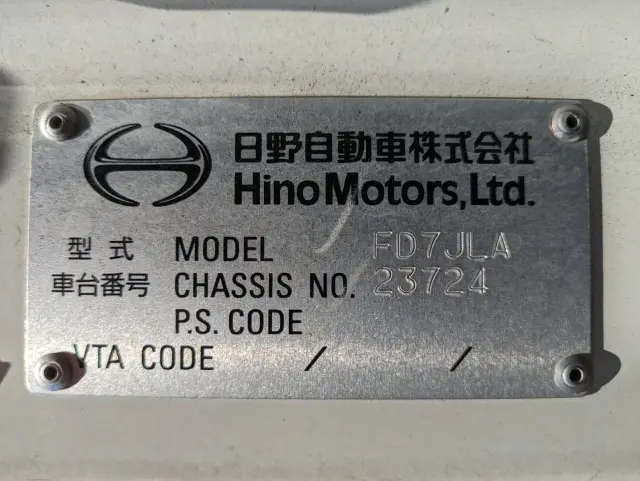 日野自動車株式会社
Hino Motors, Ltd.
型式 MODEL FD7JLA
車台番号 CHASSIS NO. 23724
P.S. CODE
VTA CODE / /